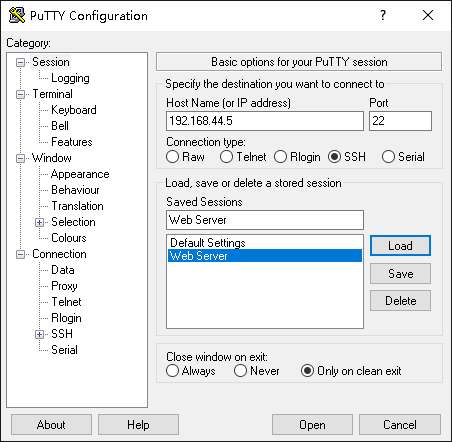 PuTTY Configuration
Category:
Session
Logging
Terminal
Keyboard
Bell
Features
Window
Appearance
Behaviour
Translation
Selection
Colours
Connection
Data
Proxy
Telnet
Rlogin
SSH
Serial
Basic options for your PuTTY session
Specify the destination you want to connect to
Host Name (or IP address) Port
192.168.44.5 22
Connection type:
Raw Telnet Rlogin SSH Serial
Load, save or delete a stored session
Saved Sessions
Web Server
Default Settings
Web Server
Load
Save
Delete
Close window on exit:
Always Never Only on clean exit
About Help Open Cancel